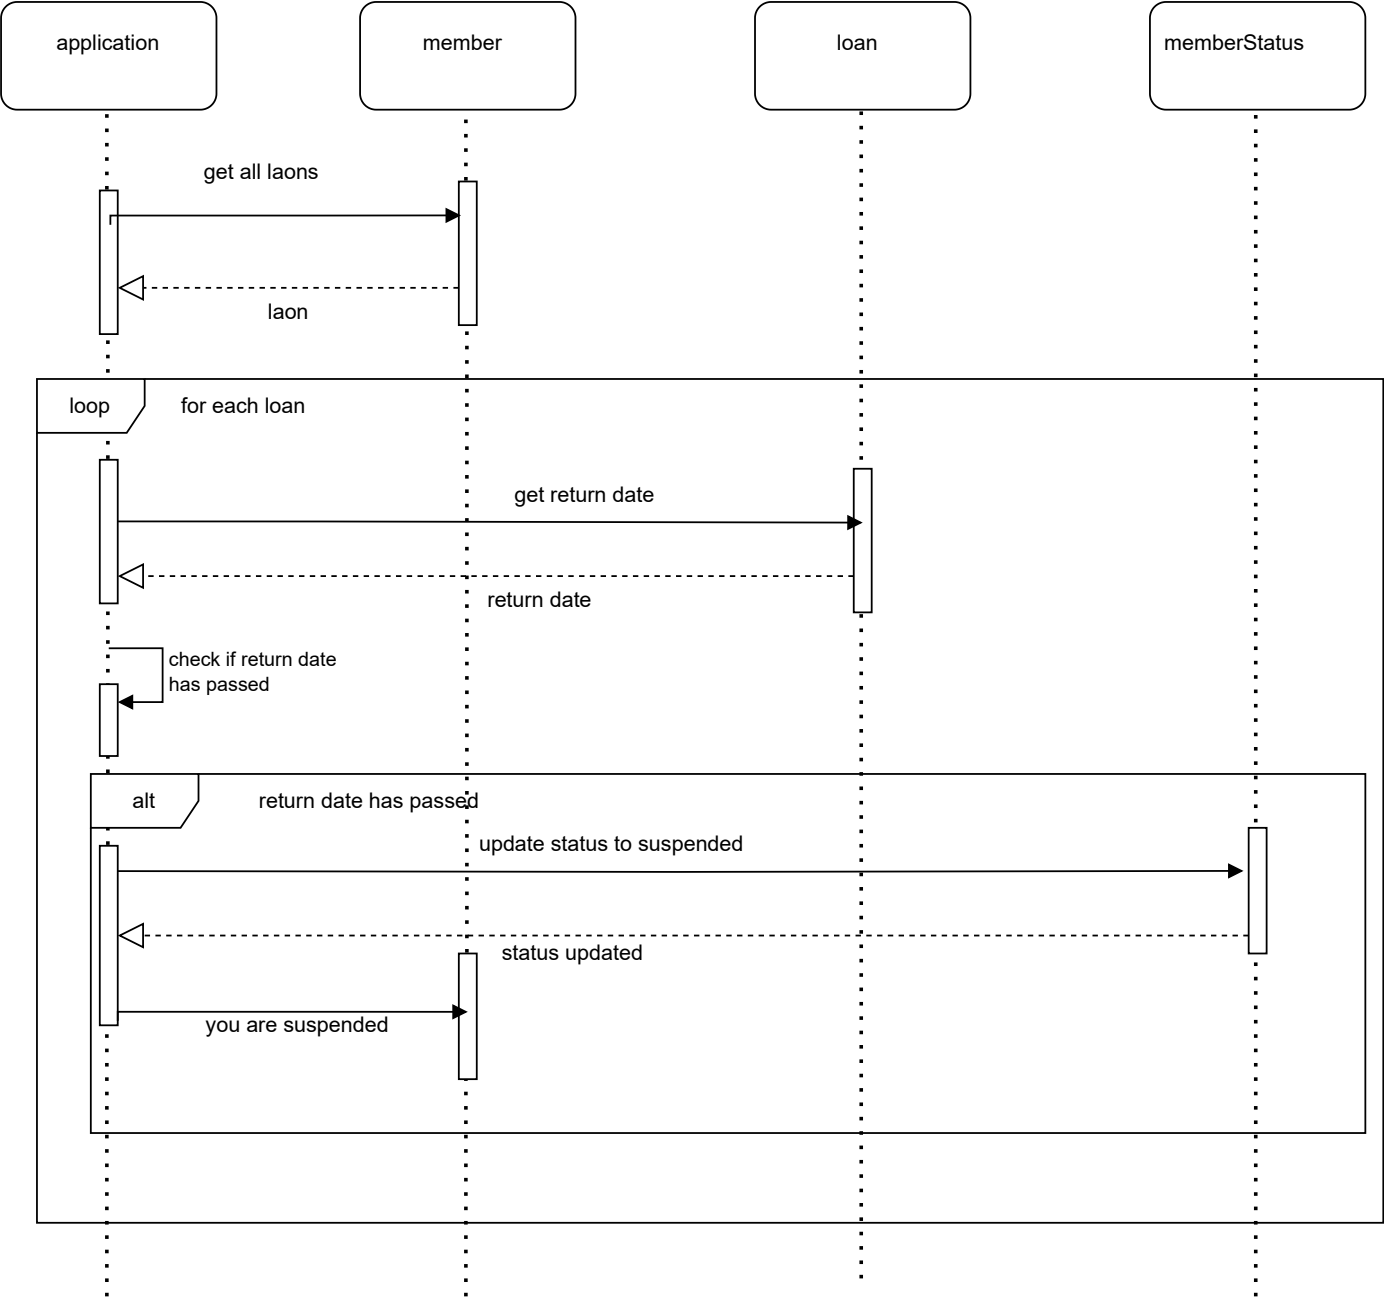 application
member
loan
memberStatus
get all laons
laon
loop
for each loan
get return date
return date
check if return date
has passed
alt
return date has passed
update status to suspended
status updated
you are suspended